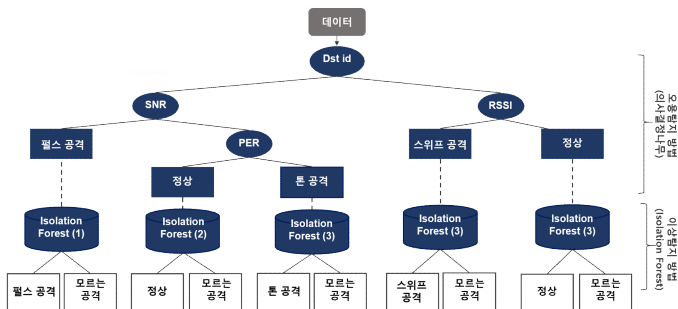 데이터
Dst id
SNR
RSSI
펄스 공격
PER
스위프 공격
정상
정상
톤 공격
오용탐지 방법
(의사결정나무)
Isolation
Forest (1)
Isolation
Forest (2)
Isolation
Forest (3)
Isolation
Forest (3)
Isolation
Forest (3)
이상탐지 방법
(Isolation Forest)
펄스 공격
모르는
공격
정상
모르는
공격
톤 공격
모르는
공격
스위프
공격
모르는
공격
정상
모르는
공격